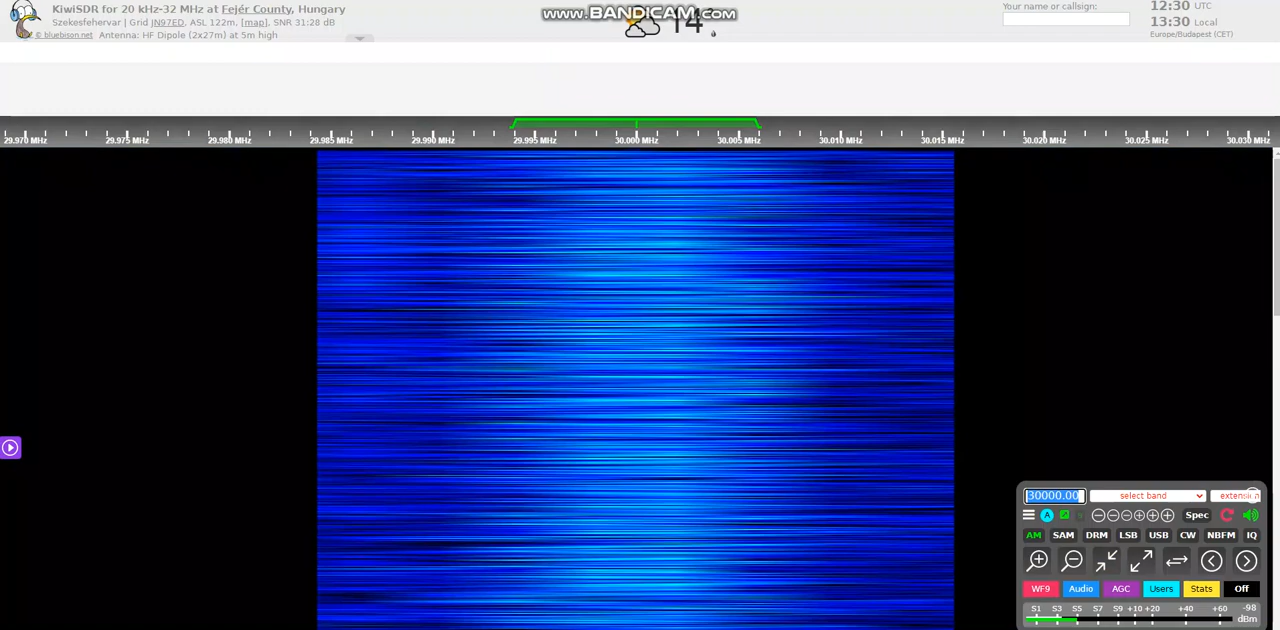 KiwiSDR for 20 kHz-32 MHz at Fejér County, Hungary
Szekesfehervar | Grid JN97ED, ASL 122m, [map], SNR 31:28 dB
© bluebison.net Antenna: HF Dipole (2x27m) at 5m high
www.BANDICAM.com
14°
Your name or callsign:
12:30 UTC
13:30 Local
Europe/Budapest (CET)
29.970 MHz 29.975 MHz 29.980 MHz 29.985 MHz 29.990 MHz 29.995 MHz 30.000 MHz 30.005 MHz 30.010 MHz 30.015 MHz 30.020 MHz 30.025 MHz 30.030 MHz
30000.00 select band extension
A Spec
AM SAM DRM LSB USB CW NBFM IQ
WF9 Audio AGC Users Stats Off
S1 S3 S5 S7 S9 +10 +20 +40 +60 -98
dBm